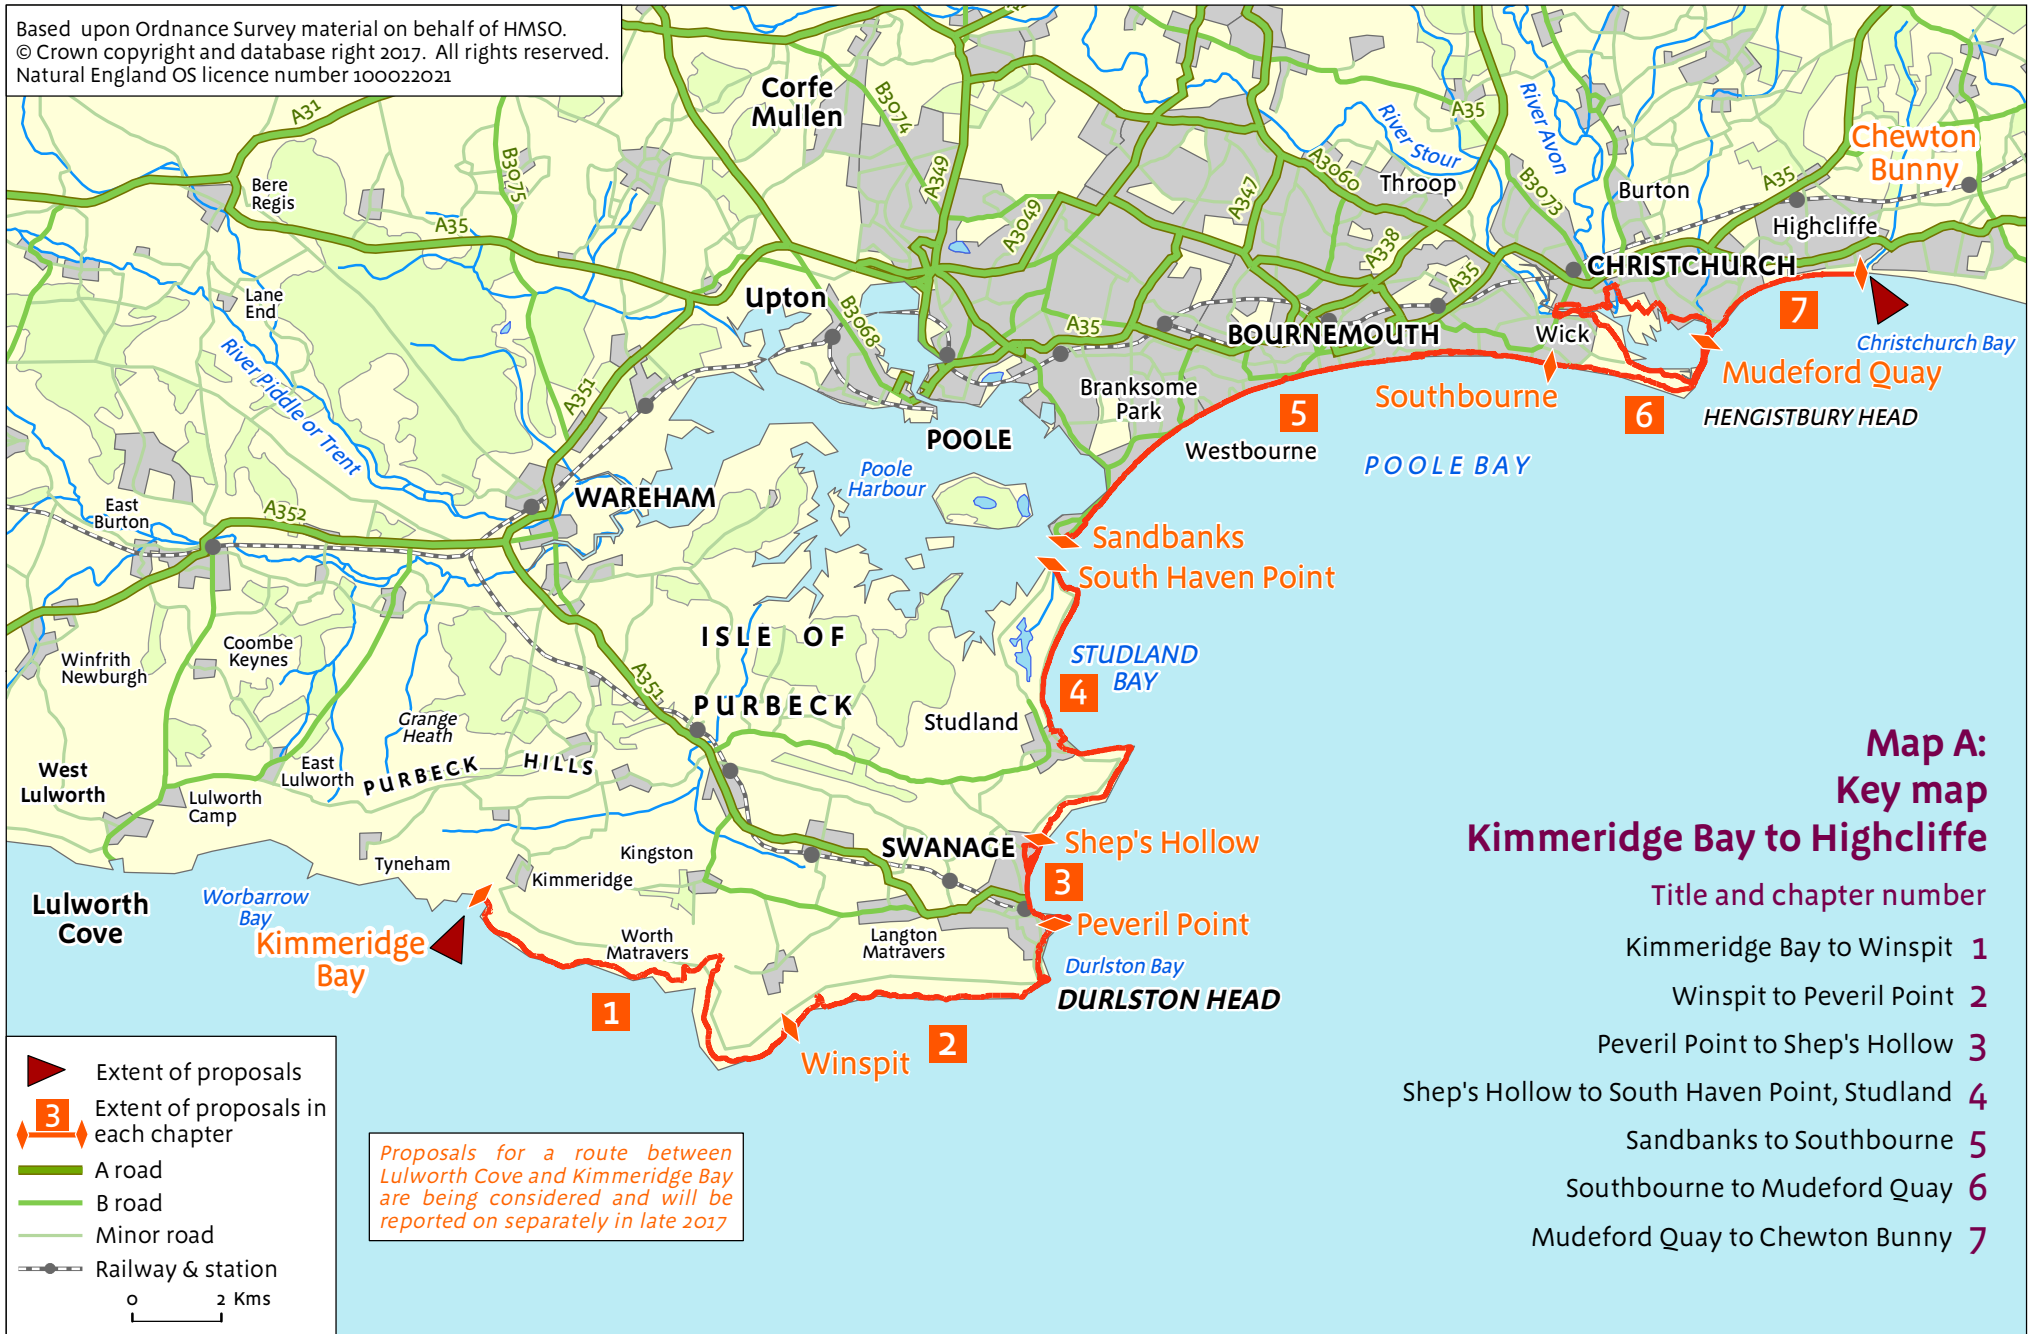 Based upon Ordnance Survey material on behalf of HMSO.
© Crown copyright and database right 2017. All rights reserved.
Natural England OS licence number 100022021
Corfe
Mullen
B3074
A31
B3075
A349
A3049
A347
A3060
River Stour
A35
River Avon
B3073
Throop
Burton
A35
Chewton
Bunny
Highcliffe
Bere
Regis
A35
Lane
End
Upton
B3068
A35
A338
A35
CHRISTCHURCH
BOURNEMOUTH
Wick
7
Christchurch Bay
Mudeford Quay
Southbourne
6
HENGISTBURY HEAD
5
Branksome
Park
Westbourne
POOLE BAY
River Piddle or Trent
A351
POOLE
Poole
Harbour
WAREHAM
East
Burton
A352
Sandbanks
South Haven Point
ISLE OF
PURBECK
STUDLAND
BAY
4
Studland
Winfrith
Newburgh
Coombe
Keynes
A351
Grange
Heath
East
Lulworth
PURBECK HILLS
West
Lulworth
Lulworth
Camp
Tyneham
Kingston
Kimmeridge
SWANAGE
Shep's Hollow
3
Peveril Point
Lulworth
Cove
Worbarrow
Bay
Kimmeridge
Bay
Worth
Matravers
Langton
Matravers
Durlston Bay
DURLSTON HEAD
1
2
Winspit
Map A:
Key map
Kimmeridge Bay to Highcliffe
Title and chapter number
Kimmeridge Bay to Winspit 1
Winspit to Peveril Point 2
Peveril Point to Shep's Hollow 3
Shep's Hollow to South Haven Point, Studland 4
Sandbanks to Southbourne 5
Southbourne to Mudeford Quay 6
Mudeford Quay to Chewton Bunny 7
Extent of proposals
3
Extent of proposals in
each chapter
A road
B road
Minor road
Railway & station
0 2 Kms
Proposals for a route between
Lulworth Cove and Kimmeridge Bay
are being considered and will be
reported on separately in late 2017